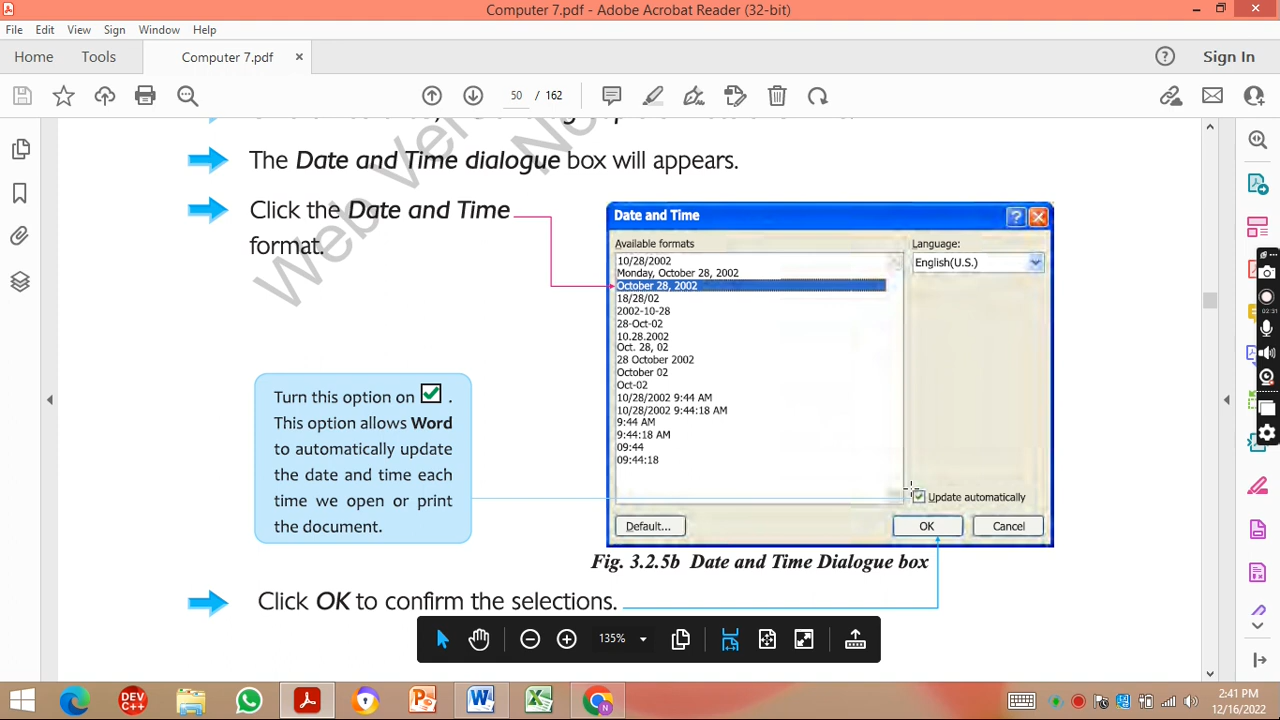 Computer 7.pdf - Adobe Acrobat Reader (32-bit)
File Edit View Sign Window Help
Home Tools Computer 7.pdf × Sign In
50 / 162
The Date and Time dialogue box will appears.
Click the Date and Time
format.
Web Ver
Date and Time
Available formats
Language:
10/28/2002
English(U.S.)
Monday, October 28, 2002
October 28, 2002
18/28/02
2002-10-28
28-Oct-02
10.28.2002
Oct. 28, 02
28 October 2002
October 02
Oct-02
10/28/2002 9:44 AM
10/28/2002 9:44:18 AM
9:44 AM
9:44:18 AM
09:44
09:44:18
Update automatically
Default... OK Cancel
Turn this option on .
This option allows Word
to automatically update
the date and time each
time we open or print
the document.
Fig. 3.2.5b Date and Time Dialogue box
Click OK to confirm the selections.
135%
02:31
DEV
C++
2:41 PM
12/16/2022